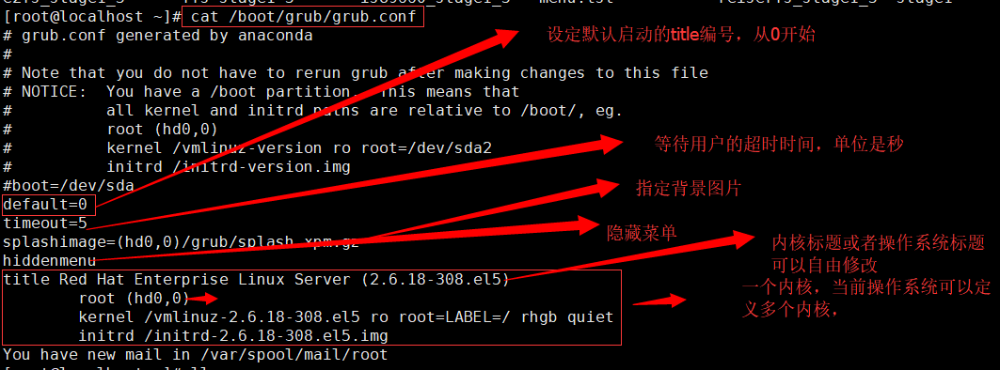 [root@localhost ~]# cat /boot/grub/grub.conf
# grub.conf generated by anaconda
设定默认启动的title编号，从0开始
#
# Note that you do not have to rerun grub after making changes to this file
# NOTICE:  You have a /boot partition.  This means that
#          all kernel and initrd paths are relative to /boot/, eg.
#          root (hd0,0)
#          kernel /vmlinuz-version ro root=/dev/sda2
等待用户的超时时间，单位是秒
#          initrd /initrd-version.img
#boot=/dev/sda
指定背景图片
default=0
timeout=5
隐藏菜单
splashimage=(hd0,0)/grub/splash.xpm.gz
内核标题或者操作系统标题
可以自由修改
hiddenmenu
title Red Hat Enterprise Linux Server (2.6.18-308.el5)
一个内核，当前操作系统可以定
义多个内核，
root (hd0,0)
kernel /vmlinuz-2.6.18-308.el5 ro root=LABEL=/ rhgb quiet
initrd /initrd-2.6.18-308.el5.img
You have new mail in /var/spool/mail/root